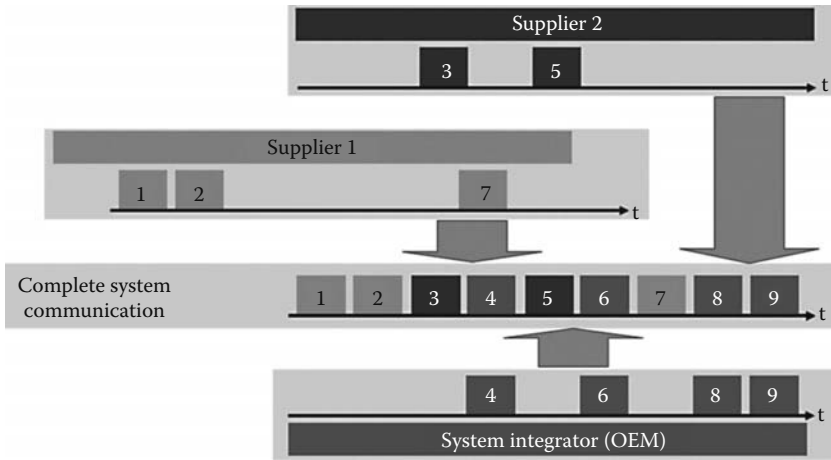 Supplier 2
3 5
t
Supplier 1
1 2 7
t
Complete system
communication
1 2 3 4 5 6 7 8 9
t
4 6 8 9
t
System integrator (OEM)